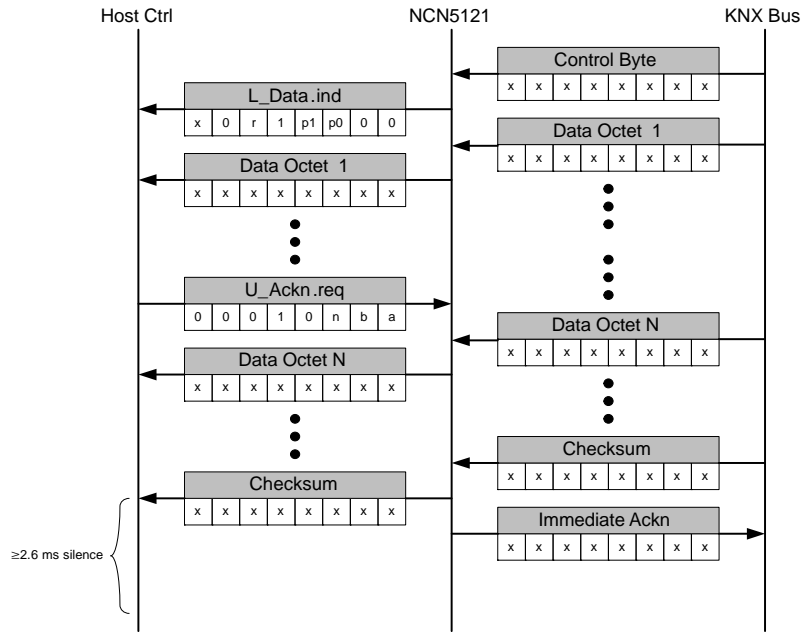 Host Ctrl NCN5121 KNX Bus
Control Byte
x x x x x x x x
L_Data.ind
x 0 r 1 p1 p0 0 0
Data Octet 1
x x x x x x x x
Data Octet 1
x x x x x x x x
U_Ackn.req
0 0 0 1 0 n b a
Data Octet N
x x x x x x x x
Data Octet N
x x x x x x x x
Checksum
x x x x x x x x
Checksum
x x x x x x x x
Immediate Ackn
x x x x x x x x
≥2.6 ms silence